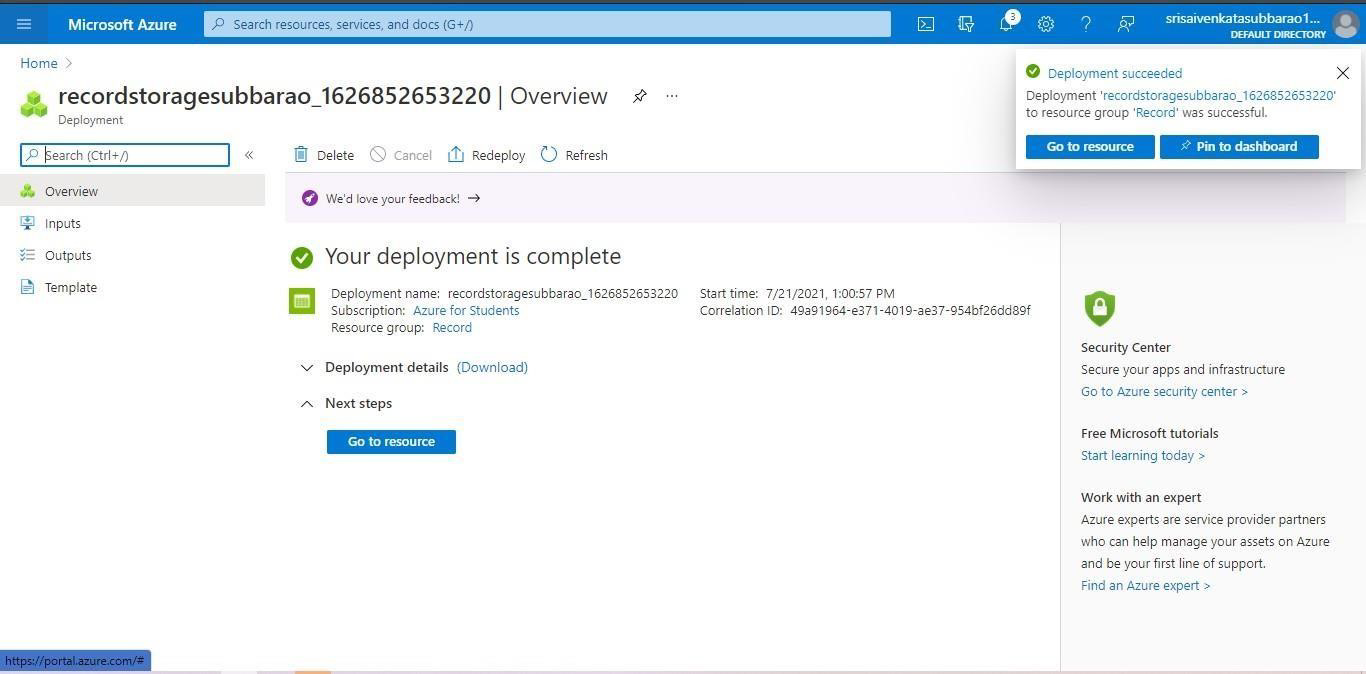 Microsoft Azure
Search resources, services, and docs (G+/)
3
srisaivenkatasubbarao1...
DEFAULT DIRECTORY
Home >
recordstoragesubbarao_1626852653220 | Overview ...
Deployment
Search (Ctrl+/)
«
Overview
Inputs
Outputs
Template
Delete Cancel Redeploy Refresh
We'd love your feedback! →
Your deployment is complete
Deployment name: recordstoragesubbarao_1626852653220
Subscription: Azure for Students
Resource group: Record
Start time: 7/21/2021, 1:00:57 PM
Correlation ID: 49a91964-e371-4019-ae37-954bf26dd89f
Deployment details (Download)
Next steps
Go to resource
Deployment succeeded
Deployment 'recordstoragesubbarao_1626852653220'
to resource group 'Record' was successful.
Go to resource
Pin to dashboard
Security Center
Secure your apps and infrastructure
Go to Azure security center >
Free Microsoft tutorials
Start learning today >
Work with an expert
Azure experts are service provider partners
who can help manage your assets on Azure
and be your first line of support.
Find an Azure expert >
https://portal.azure.com/#